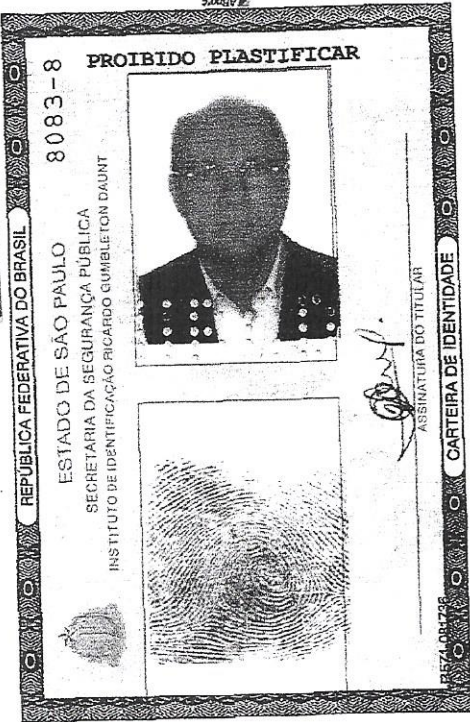 REPÚBLICA FEDERATIVA DO BRASIL
ESTADO DE SÃO PAULO
8083-8
SECRETARIA DA SEGURANÇA PÚBLICA
INSTITUTO DE IDENTIFICAÇÃO RICARDO GUMBLETON DAUNT
PROIBIDO PLASTIFICAR
ASSINATURA DO TITULAR
CARTEIRA DE IDENTIDADE